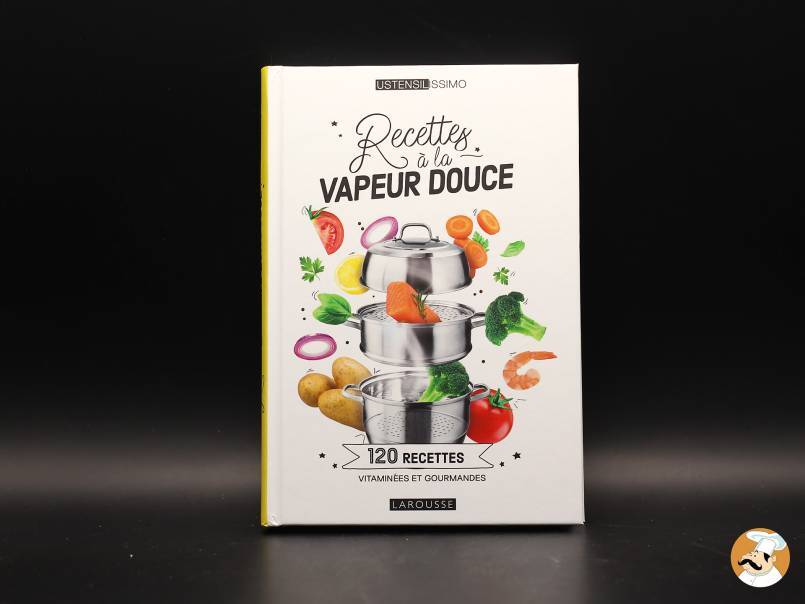 USTENSILISSIMO
Recettes
à la
VAPEUR DOUCE
120 RECETTES
VITAMINÉES ET GOURMANDES
LAROUSSE